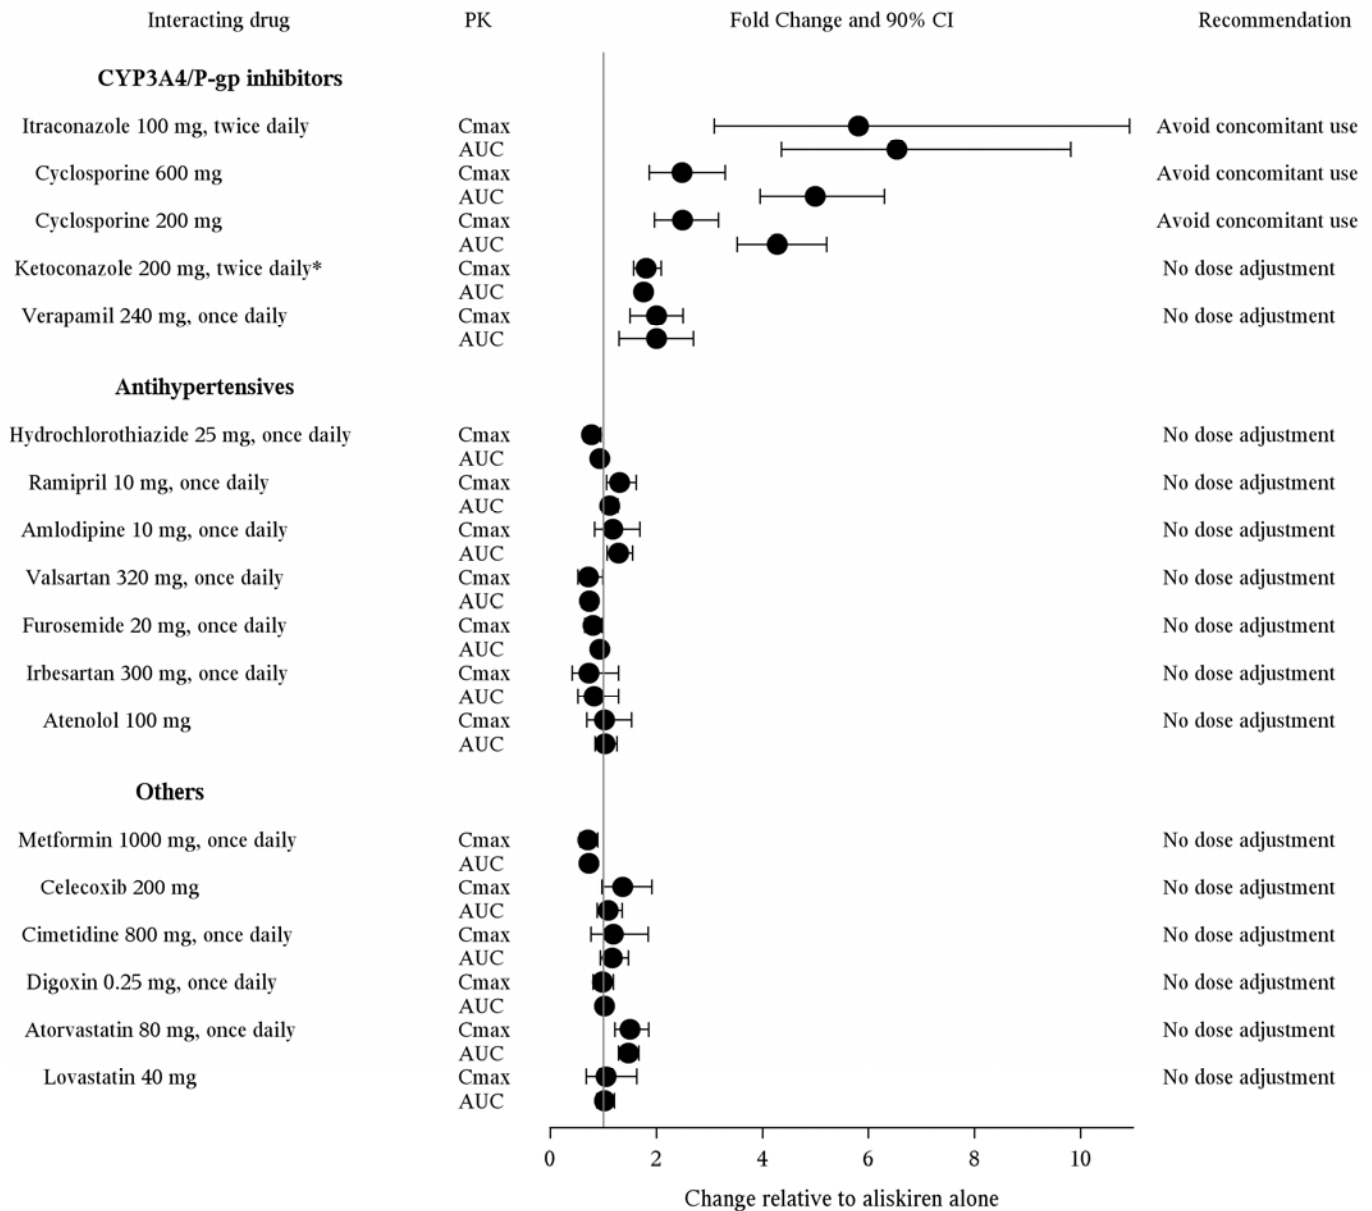 Interacting drug PK Fold Change and 90% CI Recommendation
CYP3A4/P-gp inhibitors
Itraconazole 100 mg, twice daily Cmax Avoid concomitant use
AUC
Cyclosporine 600 mg Cmax Avoid concomitant use
AUC
Cyclosporine 200 mg Cmax Avoid concomitant use
AUC
Ketoconazole 200 mg, twice daily* Cmax No dose adjustment
AUC
Verapamil 240 mg, once daily Cmax No dose adjustment
AUC
Antihypertensives
Hydrochlorothiazide 25 mg, once daily Cmax No dose adjustment
AUC
Ramipril 10 mg, once daily Cmax No dose adjustment
AUC
Amlodipine 10 mg, once daily Cmax No dose adjustment
AUC
Valsartan 320 mg, once daily Cmax No dose adjustment
AUC
Furosemide 20 mg, once daily Cmax No dose adjustment
AUC
Irbesartan 300 mg, once daily Cmax No dose adjustment
AUC
Atenolol 100 mg Cmax No dose adjustment
AUC
Others
Metformin 1000 mg, once daily Cmax No dose adjustment
AUC
Celecoxib 200 mg Cmax No dose adjustment
AUC
Cimetidine 800 mg, once daily Cmax No dose adjustment
AUC
Digoxin 0.25 mg, once daily Cmax No dose adjustment
AUC
Atorvastatin 80 mg, once daily Cmax No dose adjustment
AUC
Lovastatin 40 mg Cmax No dose adjustment
AUC
0 2 4 6 8 10
Change relative to aliskiren alone